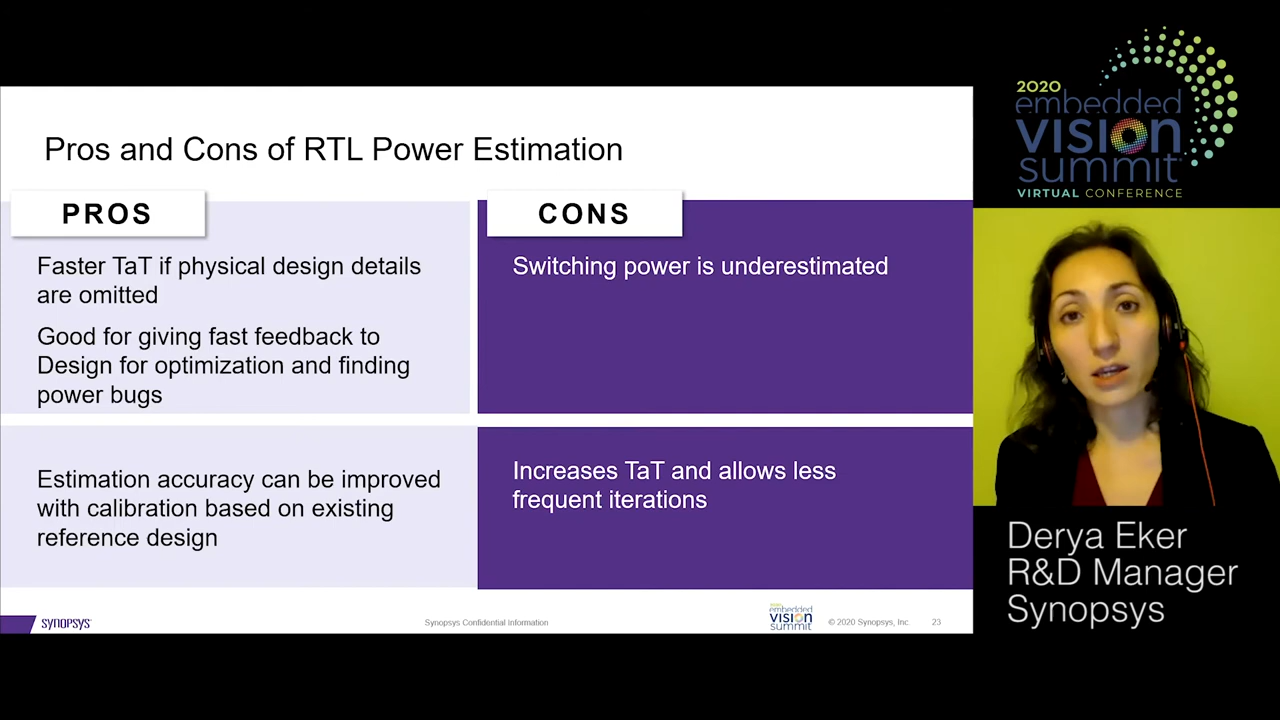 Pros and Cons of RTL Power Estimation
PROS
Faster TaT if physical design details
are omitted
Good for giving fast feedback to
Design for optimization and finding
power bugs
Estimation accuracy can be improved
with calibration based on existing
reference design
CONS
Switching power is underestimated
Increases TaT and allows less
frequent iterations
SYNOPSYS
Synopsys Confidential Information
2020
embedded
VISION
summit
© 2020 Synopsys, Inc.
23
2020
embedded
VISION
summit
VIRTUAL CONFERENCE
Derya Eker
R&D Manager
Synopsys